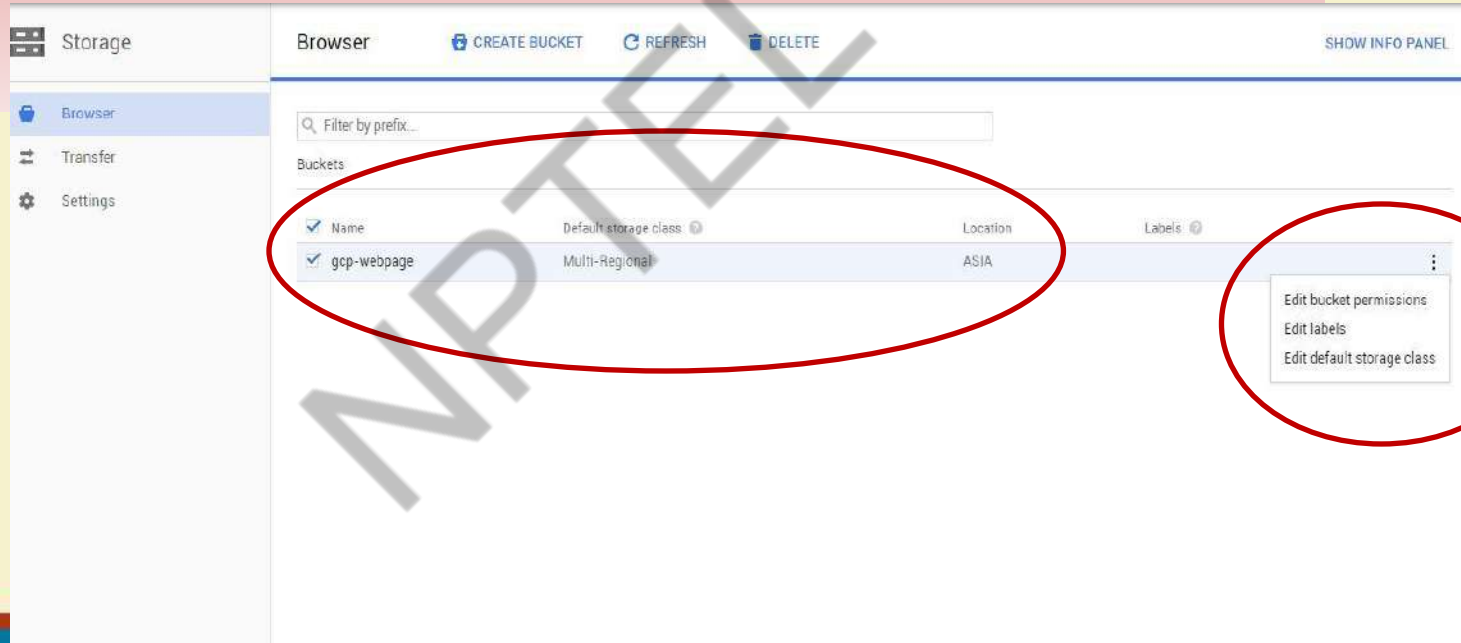 Storage
Browser CREATE BUCKET REFRESH DELETE SHOW INFO PANEL
Browser
Transfer
Settings
Filter by prefix...
Buckets
Name Default storage class Location Labels
gcp-webpage Multi-Regional ASIA
Edit bucket permissions
Edit labels
Edit default storage class
NPTEL